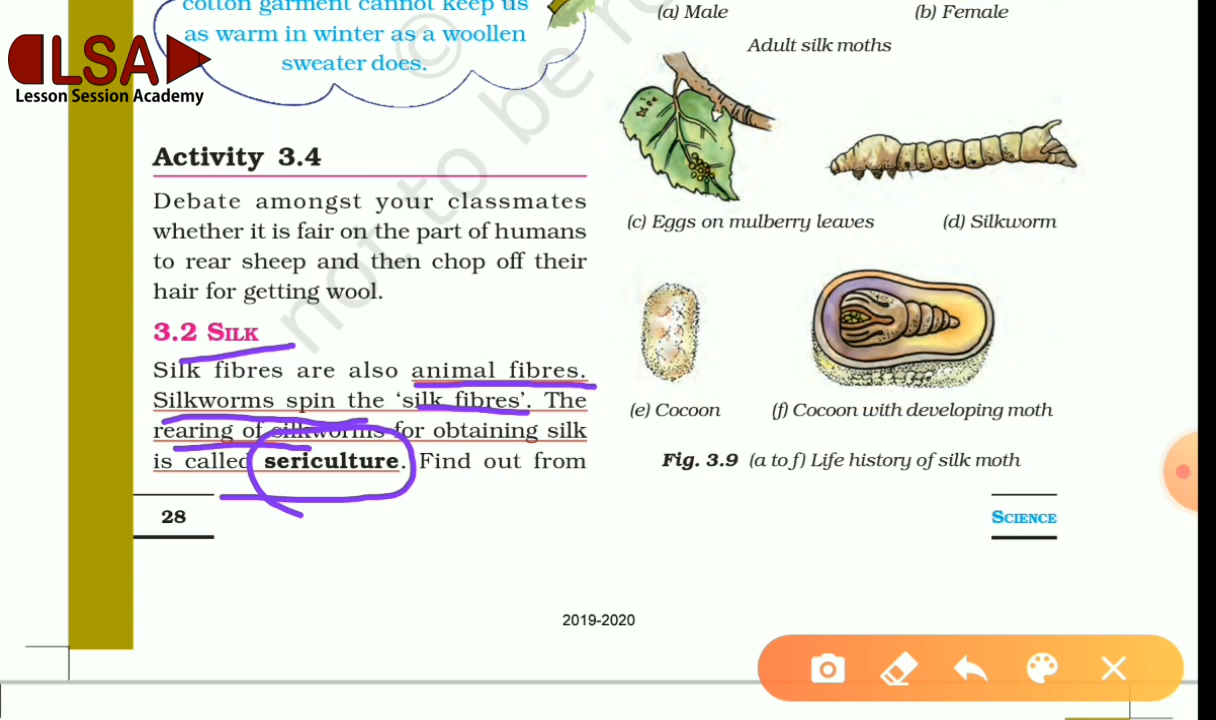 cotton garment cannot keep us
as warm in winter as a woollen
sweater does.
LSA
Lesson Session Academy
Activity 3.4
Debate amongst your classmates
whether it is fair on the part of humans
to rear sheep and then chop off their
hair for getting wool.
3.2 SILK
Silk fibres are also animal fibres.
Silkworms spin the ‘silk fibres’. The
rearing of silkworms for obtaining silk
is called sericulture. Find out from
28
(a) Male
(b) Female
Adult silk moths
(c) Eggs on mulberry leaves
(d) Silkworm
(e) Cocoon
(f) Cocoon with developing moth
Fig. 3.9 (a to f) Life history of silk moth
SCIENCE
2019-2020
©
not to be re